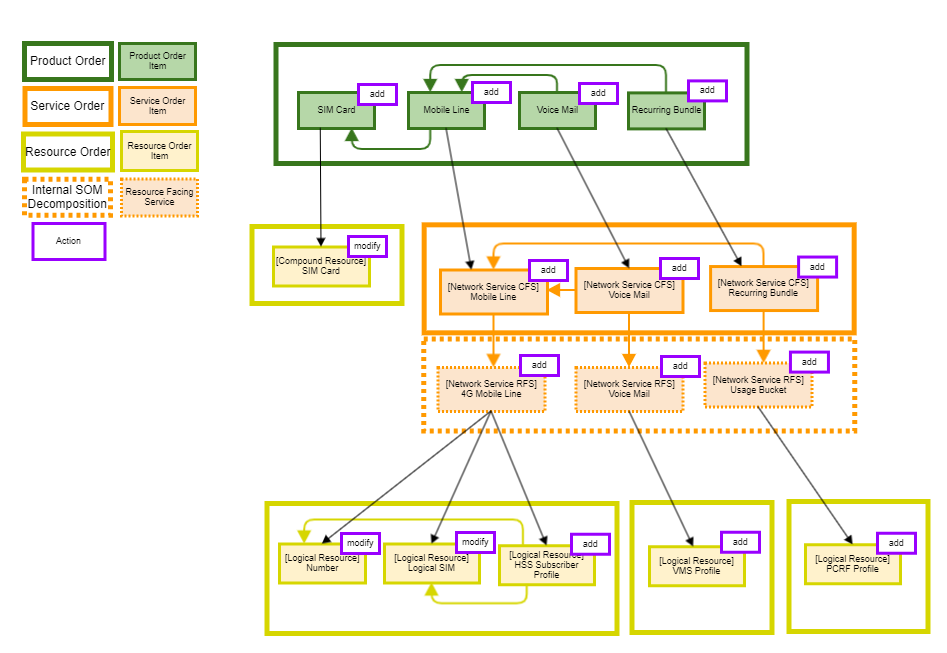 Product Order
Product Order
Item
Service Order
Service Order
Item
Resource Order
Resource Order
Item
Internal SOM
Decomposition
Resource Facing
Service
Action
add
SIM Card
add
Mobile Line
add
Voice Mail
add
Recurring Bundle
modify
[Compound Resource]
SIM Card
add
[Network Service CFS]
Mobile Line
add
[Network Service CFS]
Voice Mail
add
[Network Service CFS]
Recurring Bundle
add
[Network Service RFS]
4G Mobile Line
add
[Network Service RFS]
Voice Mail
add
[Network Service RFS]
Usage Bucket
modify
[Logical Resource]
Number
modify
[Logical Resource]
Logical SIM
add
[Logical Resource]
HSS Subscriber
Profile
add
[Logical Resource]
VMS Profile
add
[Logical Resource]
PCRF Profile